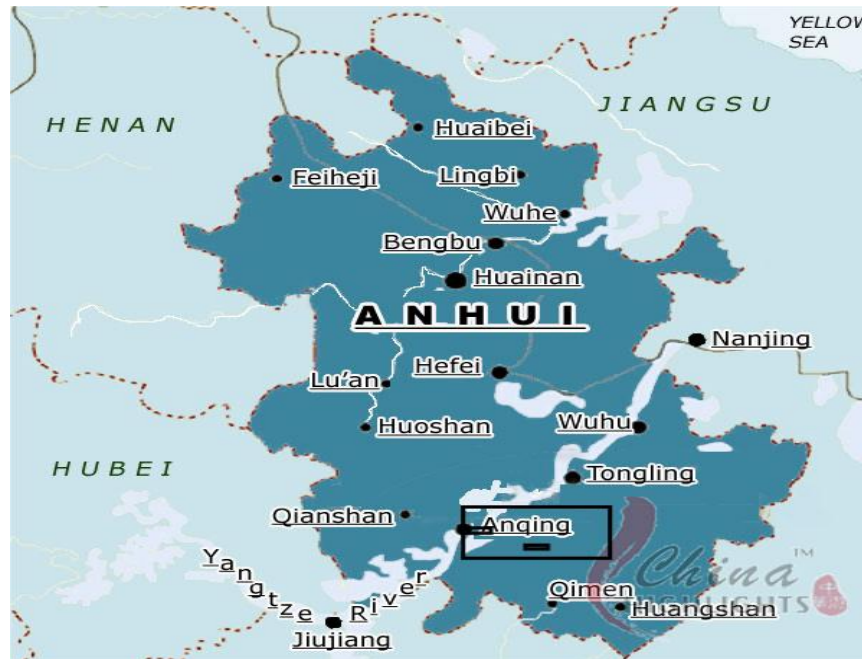 YELLOW
SEA
JIANGSU
HENAN
Huaibei
Feiheji
Lingbi
Wuhe
Bengbu
Huainan
ANHUI
Nanjing
Hefei
Lu'an
Huoshan
Wuhu
HUBEI
Tongling
Qianshan
Anqing
Yangtze River
China
HIGHLIGHTS
TM
Qimen
Huangshan
Jiujiang